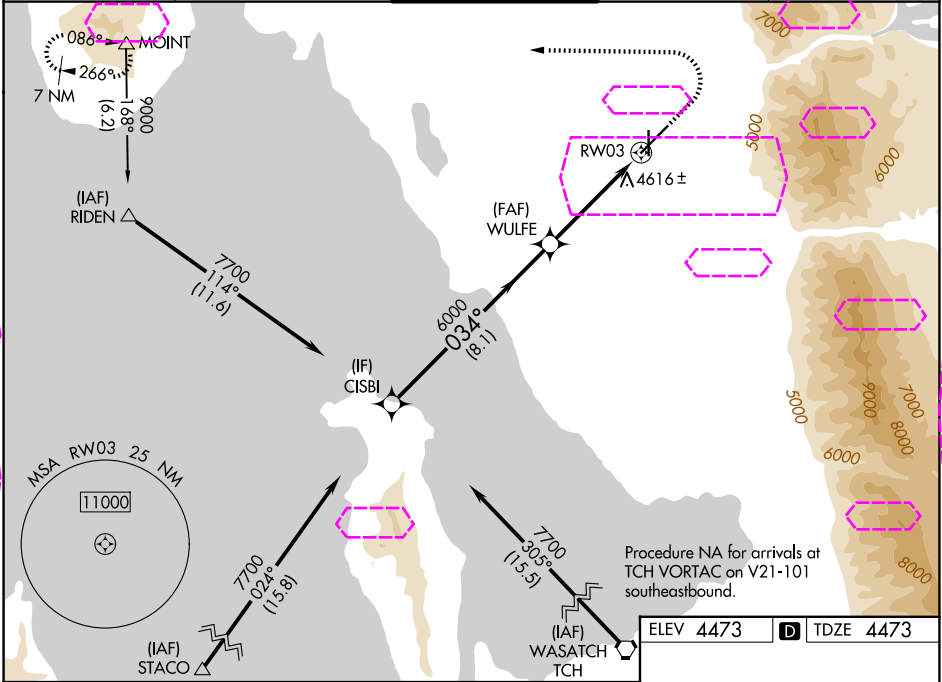 086°
MOINT
266°
7 NM
9000
168°
(6.2)
(IAF)
RIDEN
7700
114°
(11.6)
(IF)
CISBI
6000
034°
(8.1)
(FAF)
WULFE
RW03
4616 ±
7000
5000
6000
5000
6000
9000
8000
7000
8000
MSA RW03 25 NM
11000
7700
024°
(15.8)
(IAF)
STACO
7700
305°
(15.5)
(IAF)
WASATCH
TCH
Procedure NA for arrivals at
TCH VORTAC on V21-101
southeastbound.
ELEV 4473
D TDZE 4473